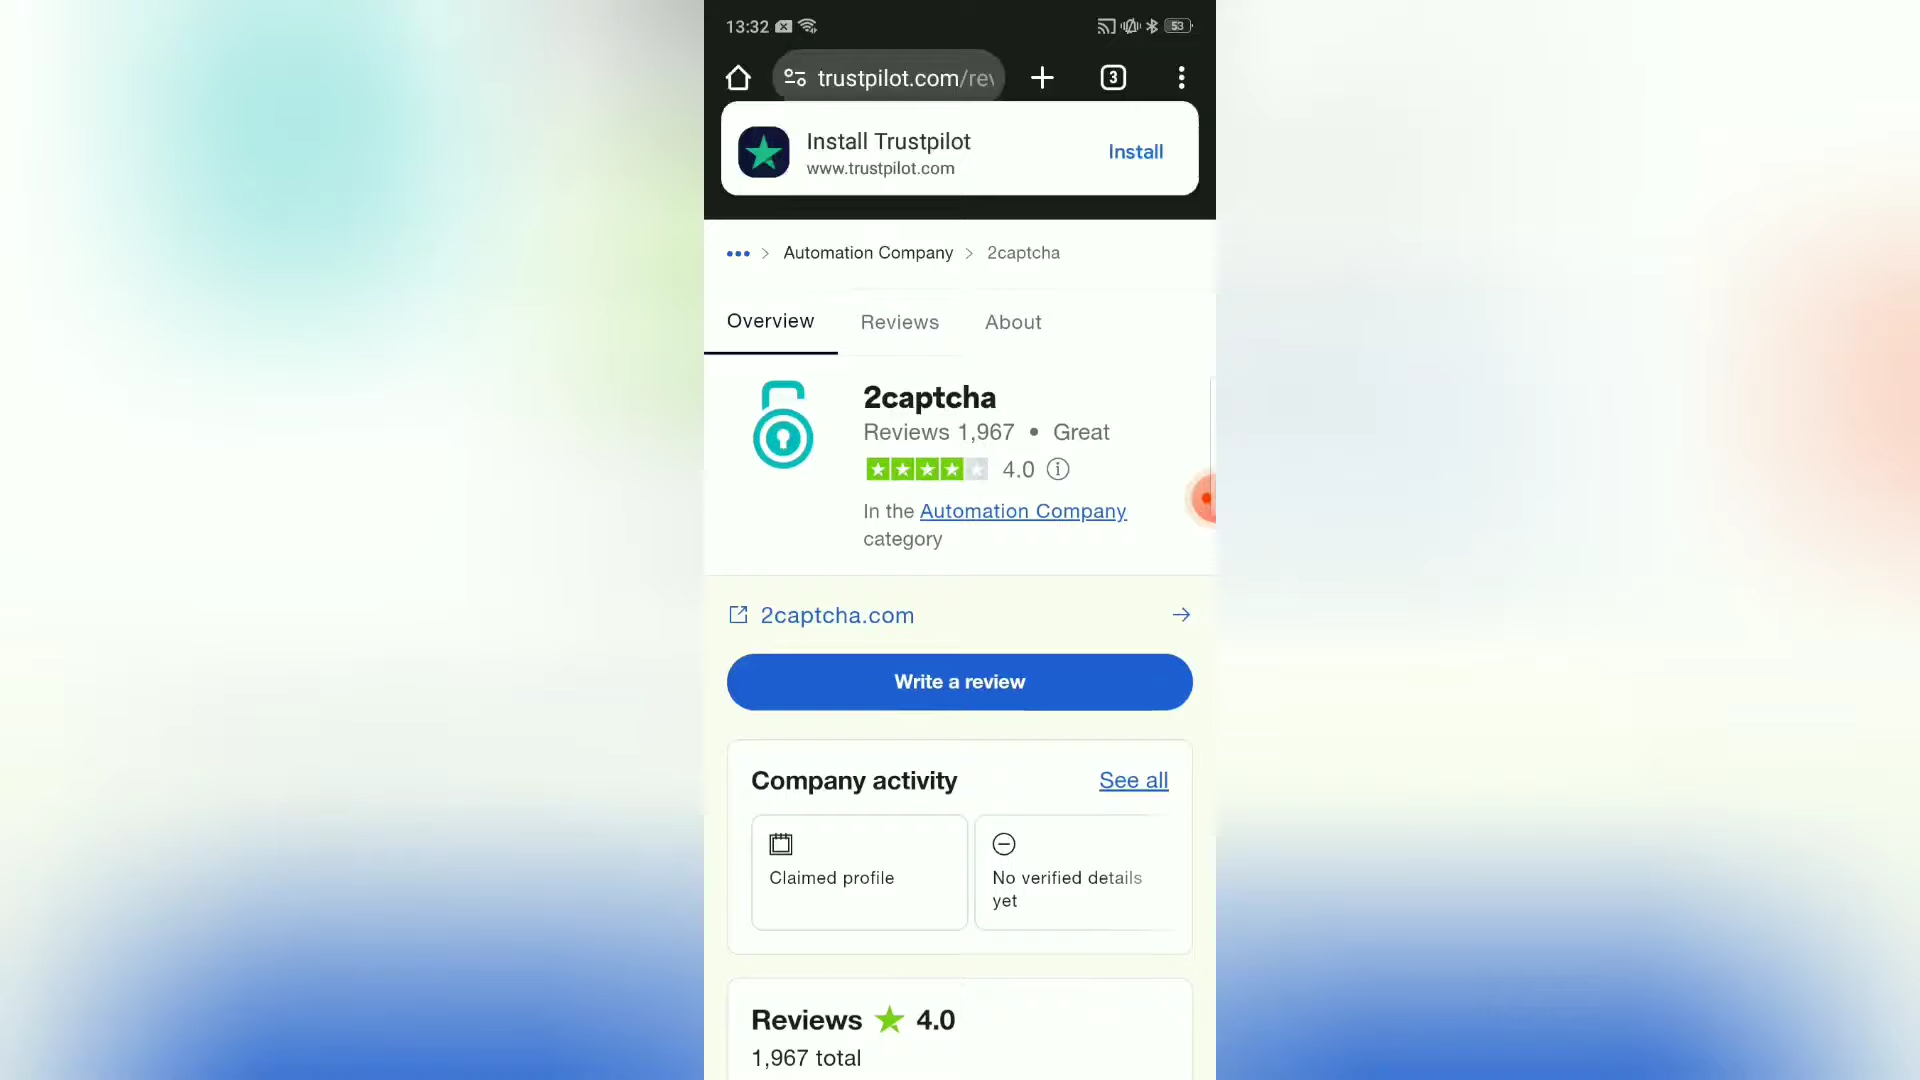 13:32
53
trustpilot.com/rev
3
Install Trustpilot
www.trustpilot.com
Install
Automation Company > 2captcha
Overview
Reviews
About
2captcha
Reviews 1,967 • Great
4.0
In the Automation Company
category
2captcha.com
Write a review
Company activity
See all
Claimed profile
No verified details
yet
Reviews 4.0
1,967 total